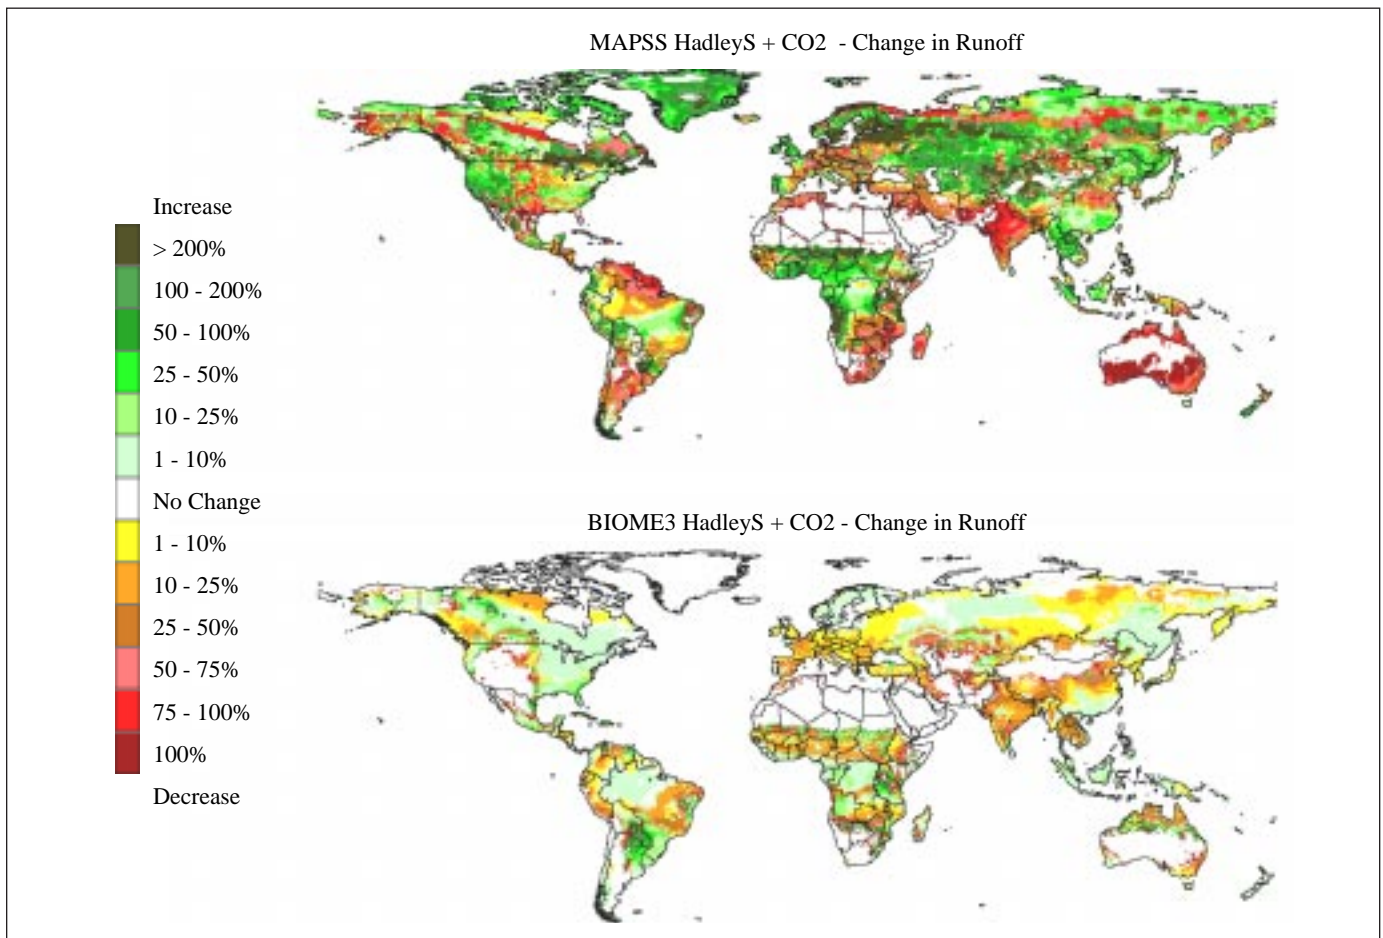 MAPSS HadleyS + CO2 - Change in Runoff
Increase
> 200%
100 - 200%
50 - 100%
25 - 50%
10 - 25%
1 - 10%
No Change
1 - 10%
10 - 25%
25 - 50%
50 - 75%
75 - 100%
100%
Decrease
BIOME3 HadleyS + CO2 - Change in Runoff